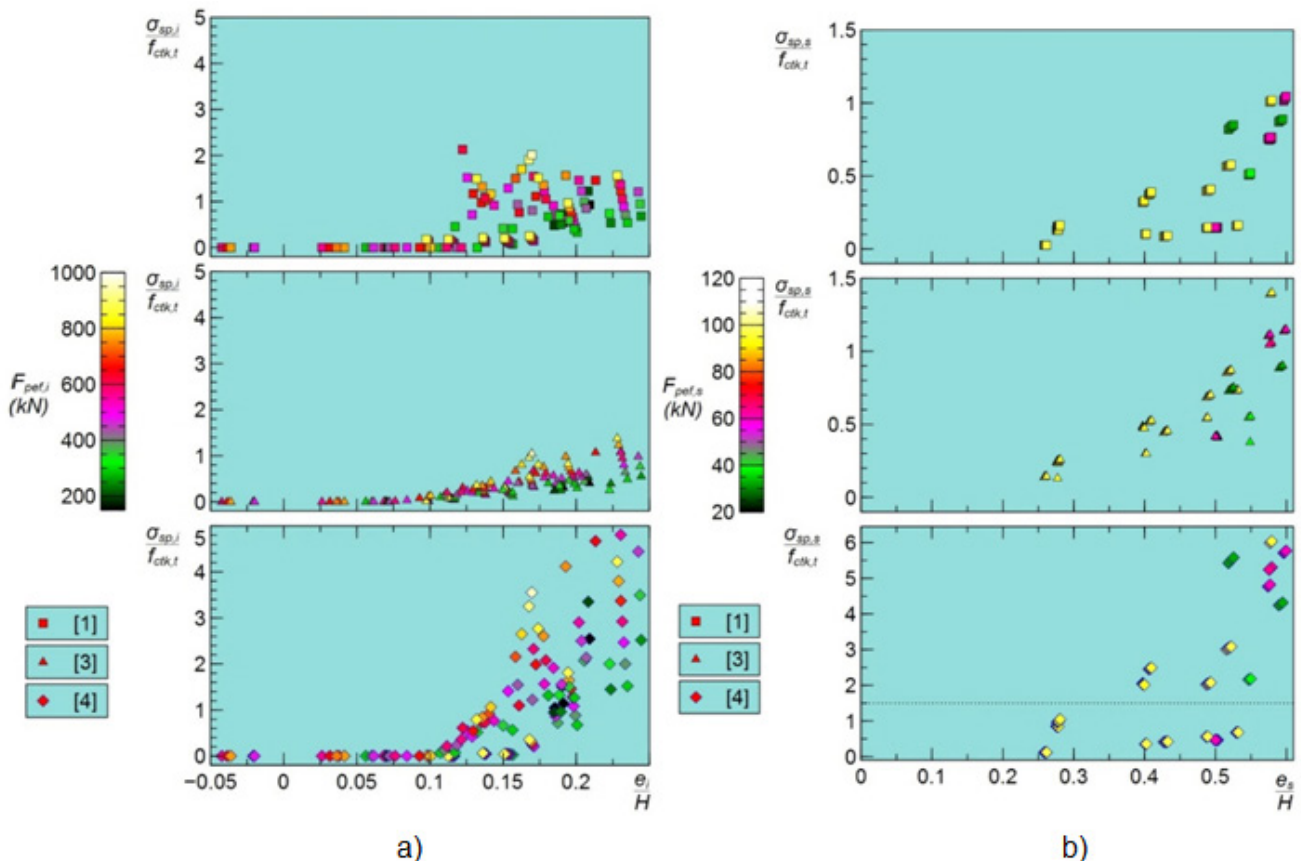 σsp,i
fctk,t
5
4
3
2
1
0
σsp,i
fctk,t
5
4
3
2
1
0
σsp,i
fctk,t
5
4
3
2
1
0
−0.05
0
0.05
0.1
0.15
0.2
ei
H
1000
800
600
400
200
Fpef,i
(kN)
[1]
[3]
[4]
a)
σsp,s
fctk,t
1.5
1
0.5
0
σsp,s
fctk,t
1.5
1
0.5
0
σsp,s
fctk,t
6
5
4
3
2
1
0
0
0.1
0.2
0.3
0.4
0.5
es
H
120
100
80
60
40
20
Fpef,s
(kN)
[1]
[3]
[4]
b)